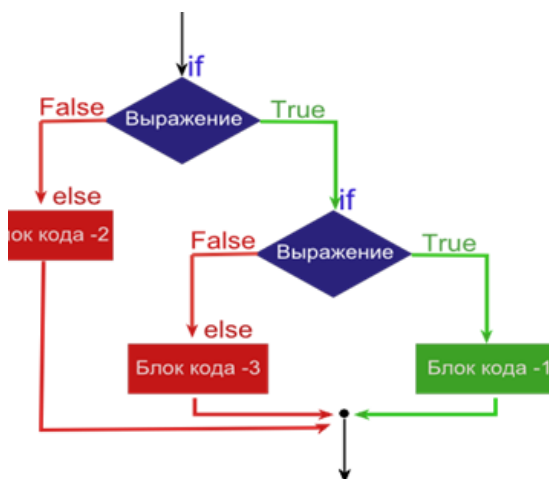 if
False
Выражение
True
else
if
лок кода -2
False
Выражение
True
else
Блок кода -3
Блок кода -1